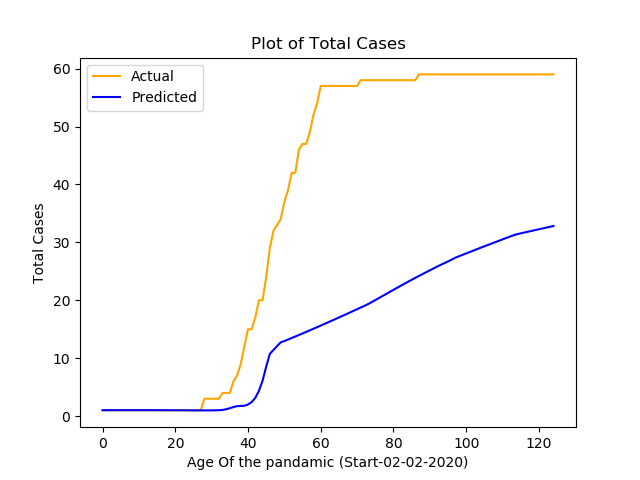 Plot of Total Cases
Actual
Predicted
60
50
40
30
20
10
0
Total Cases
0 20 40 60 80 100 120
Age Of the pandamic (Start-02-02-2020)